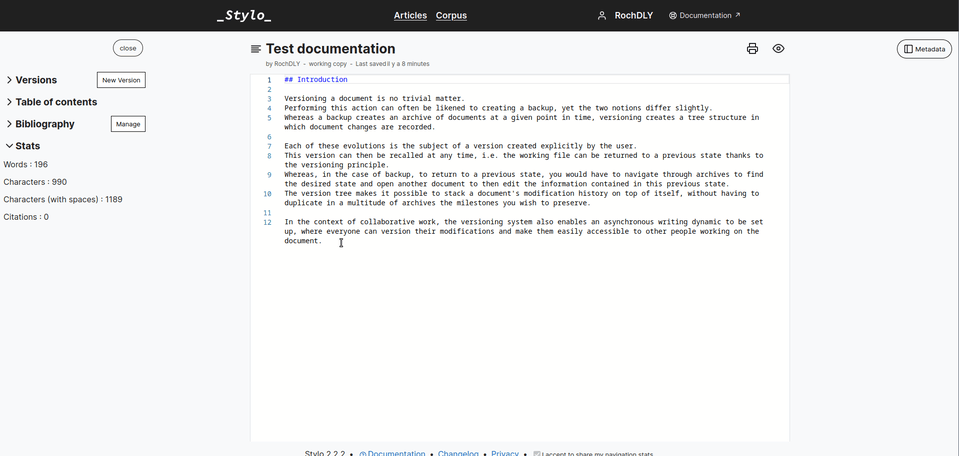 _Stylo_
Articles Corpus
RochDLY
Documentation ↗
close
Test documentation
by RochDLY - working copy - Last saved il y a 8 minutes
Metadata
Versions
New Version
Table of contents
Bibliography
Manage
Stats
Words : 196
Characters : 990
Characters (with spaces) : 1189
Citations : 0
1 ## Introduction
2
3 Versioning a document is no trivial matter.
4 Performing this action can often be likened to creating a backup, yet the two notions differ slightly.
5 Whereas a backup creates an archive of documents at a given point in time, versioning creates a tree structure in
which document changes are recorded.
6
7 Each of these evolutions is the subject of a version created explicitly by the user.
8 This version can then be recalled at any time, i.e. the working file can be returned to a previous state thanks to
the versioning principle.
9 Whereas, in the case of backup, to return to a previous state, you would have to navigate through archives to find
the desired state and open another document to then edit the information contained in this previous state.
10 The version tree makes it possible to stack a document's modification history on top of itself, without having to
duplicate in a multitude of archives the milestones you wish to preserve.
11
12 In the context of collaborative work, the versioning system also enables an asynchronous writing dynamic to be set
up, where everyone can version their modifications and make them easily accessible to other people working on the
document.
Stylo 2.2.2 • Documentation • Changelog • Privacy • I accept to share my navigation stats